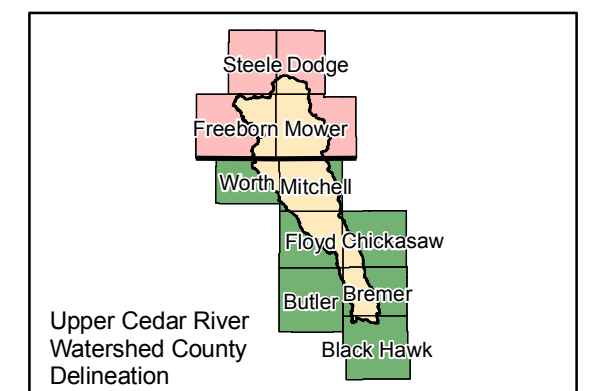 Steele Dodge
Freeborn Mower
Worth Mitchell
Floyd Chickasaw
Butler Bremer
Black Hawk
Upper Cedar River
Watershed County
Delineation